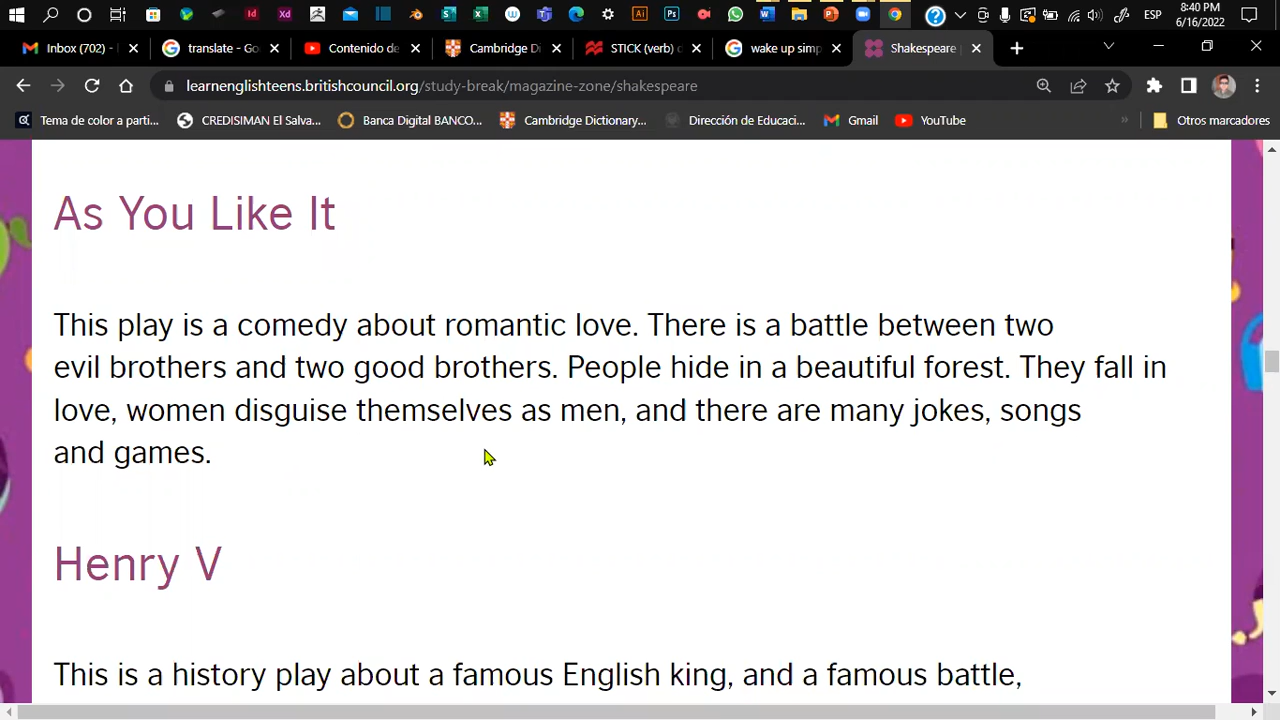 8:40 PM
ESP
6/16/2022
Inbox (702) -
translate - Go
Contenido de
Cambridge Di
STICK (verb)
wake up simp
Shakespeare
learnenglishteens.britishcouncil.org/study-break/magazine-zone/shakespeare
Tema de color a parti...
CREDISIMAN El Salva...
Banca Digital BANCO...
Cambridge Dictionary...
Dirección de Educaci...
Gmail
YouTube
»
Otros marcadores
As You Like It
This play is a comedy about romantic love. There is a battle between two
evil brothers and two good brothers. People hide in a beautiful forest. They fall in
love, women disguise themselves as men, and there are many jokes, songs
and games.
Henry V
This is a history play about a famous English king, and a famous battle,